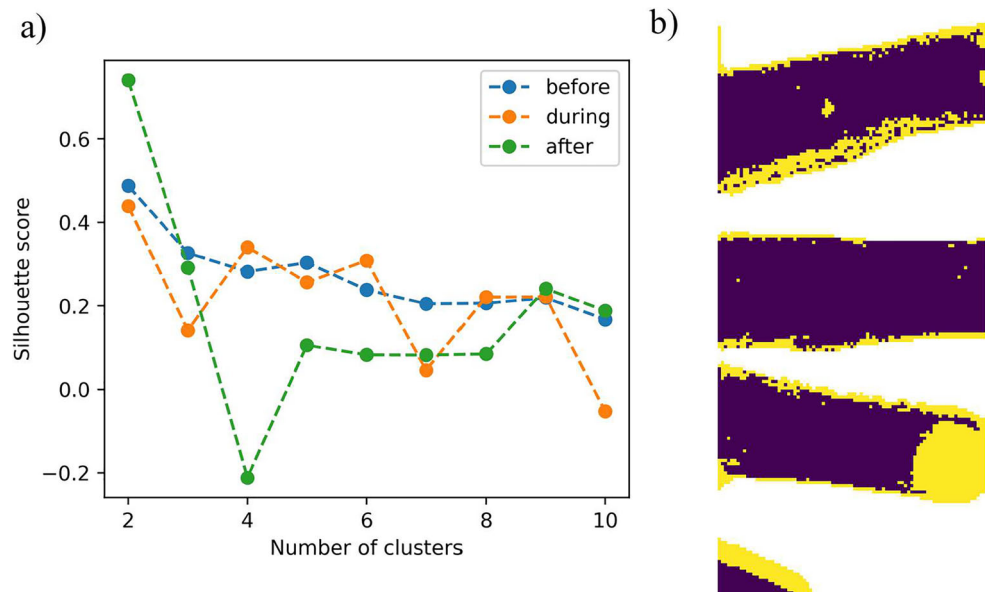 a)
b)
before
during
after
0.6
0.4
0.2
0.0
−0.2
Silhouette score
2 4 6 8 10
Number of clusters